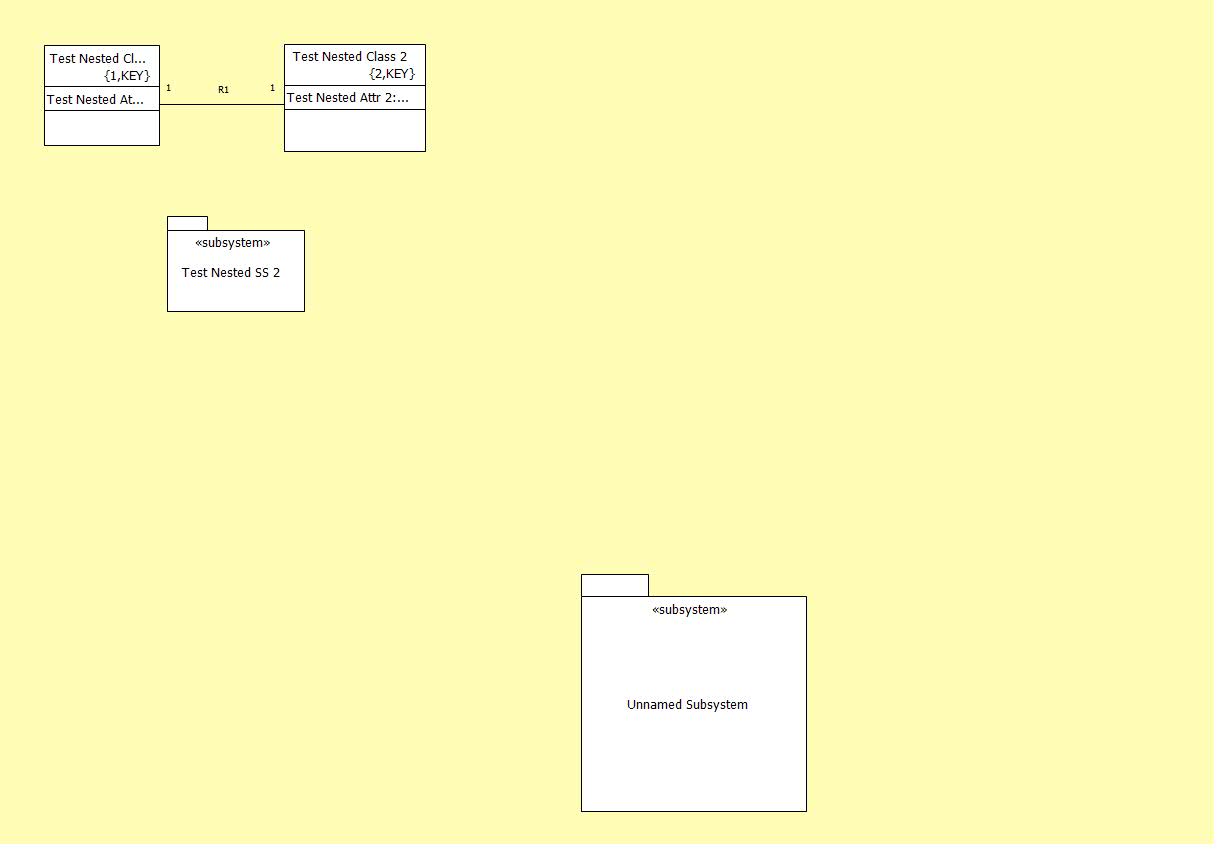 Test Nested Cl...
{1,KEY}
Test Nested At...
1
R1
1
Test Nested Class 2
{2,KEY}
Test Nested Attr 2:...
«subsystem»
Test Nested SS 2
«subsystem»
Unnamed Subsystem